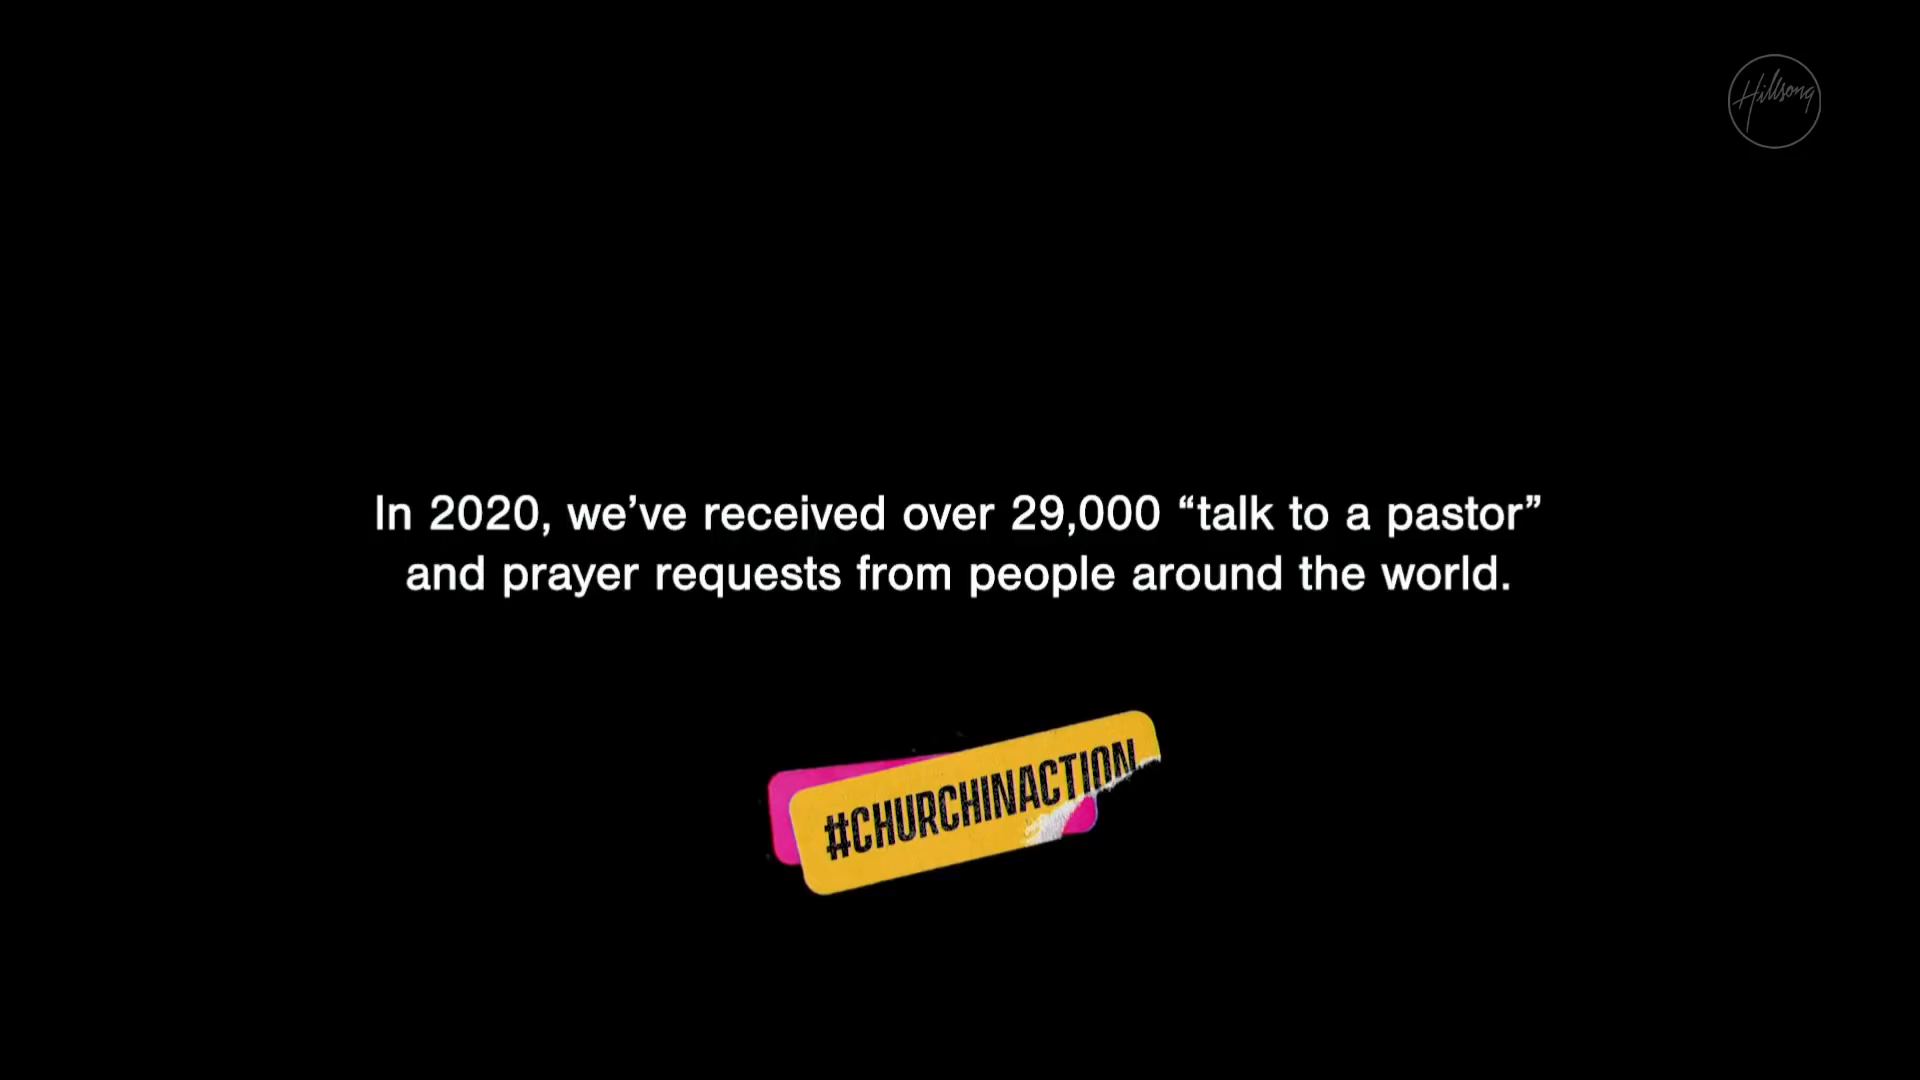 Hillsong
In 2020, we’ve received over 29,000 “talk to a pastor”
and prayer requests from people around the world.
#CHURCHINACTION